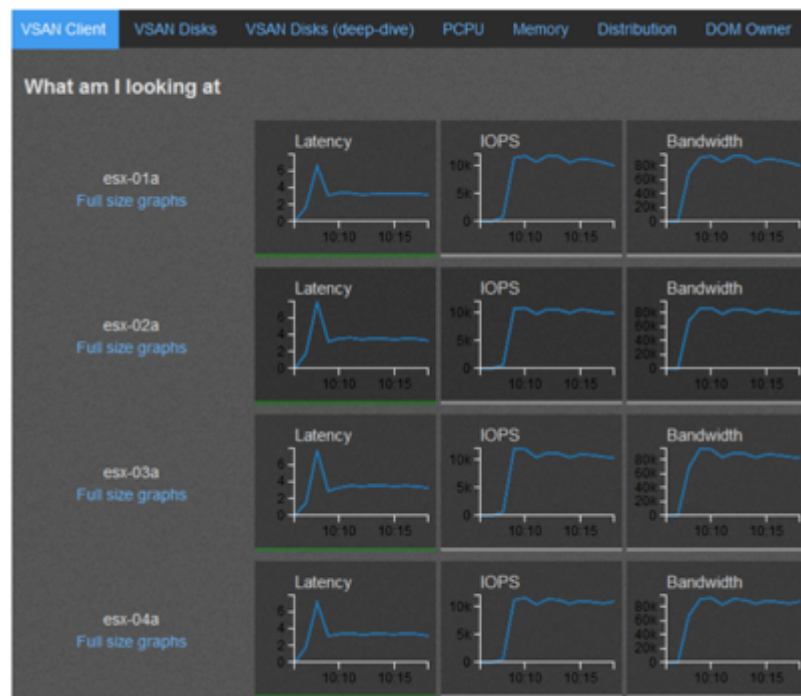 VSAN Client VSAN Disks VSAN Disks (deep-dive) PCPU Memory Distribution DOM Owner
What am I looking at
esx-01a
Full size graphs
Latency
6
4
2
0
10:10 10:15
IOPS
10k
5k
0
10:10 10:15
Bandwidth
80k
60k
40k
20k
0
10:10 10:15
esx-02a
Full size graphs
Latency
6
4
2
0
10:10 10:15
IOPS
10k
5k
0
10:10 10:15
Bandwidth
80k
60k
40k
20k
0
10:10 10:15
esx-03a
Full size graphs
Latency
6
4
2
0
10:10 10:15
IOPS
10k
5k
0
10:10 10:15
Bandwidth
80k
60k
40k
20k
0
10:10 10:15
esx-04a
Full size graphs
Latency
6
4
2
0
10:10 10:15
IOPS
10k
5k
0
10:10 10:15
Bandwidth
80k
60k
40k
20k
0
10:10 10:15